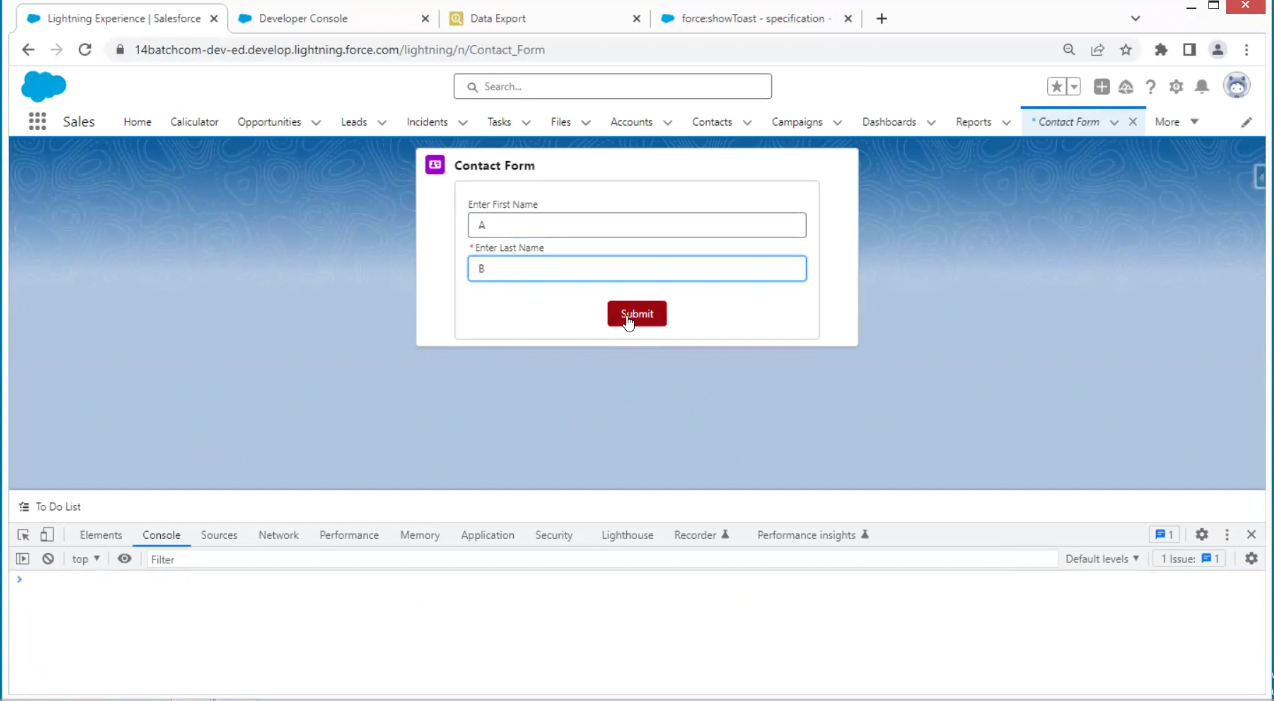 Lightning Experience | Salesforce
Developer Console
Data Export
force:showToast - specification -
14batchcom-dev-ed.develop.lightning.force.com/lightning/n/Contact_Form
Search...
Sales
Home
Calriculator
Opportunities
Leads
Incidents
Tasks
Files
Accounts
Contacts
Campaigns
Dashboards
Reports
* Contact Form
More
Contact Form
Enter First Name
A
* Enter Last Name
B
Submit
To Do List
Elements
Console
Sources
Network
Performance
Memory
Application
Security
Lighthouse
Recorder
Performance insights
1
top
Filter
Default levels
1 Issue:
1